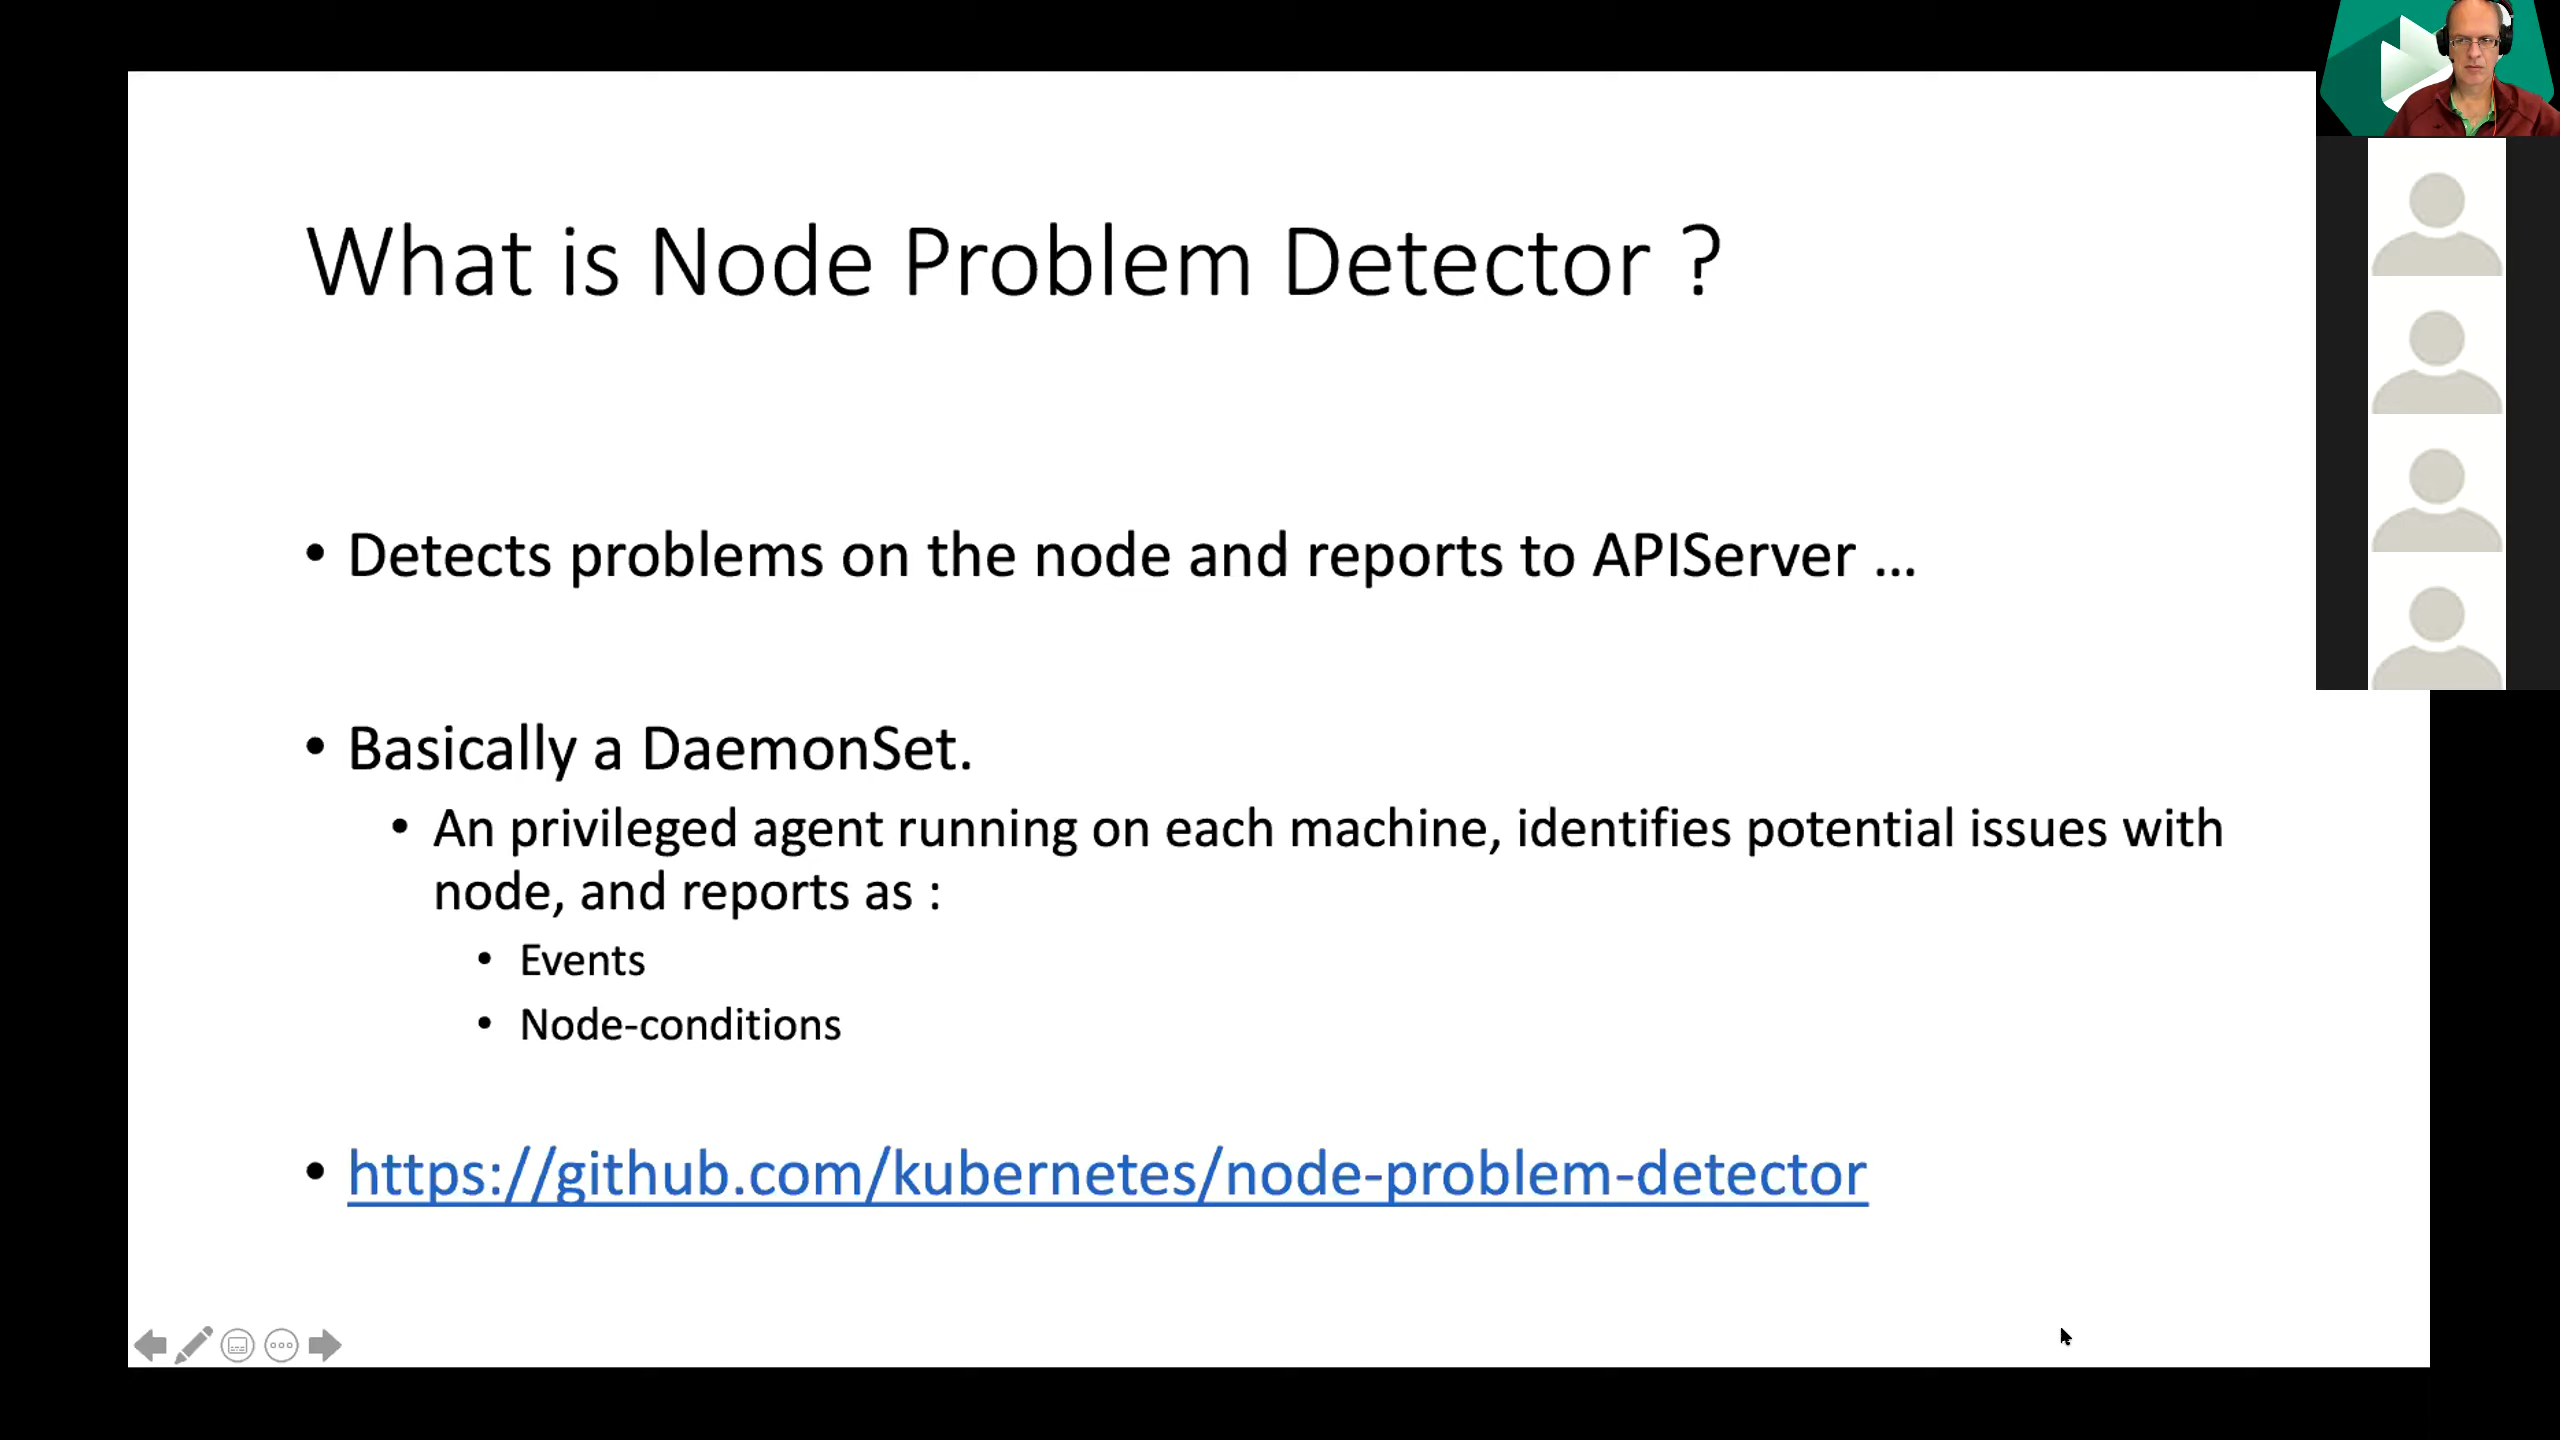 What is Node Problem Detector ?
• Detects problems on the node and reports to APIServer ...
• Basically a DaemonSet.
• An privileged agent running on each machine, identifies potential issues with
node, and reports as :
• Events
• Node-conditions
• https://github.com/kubernetes/node-problem-detector